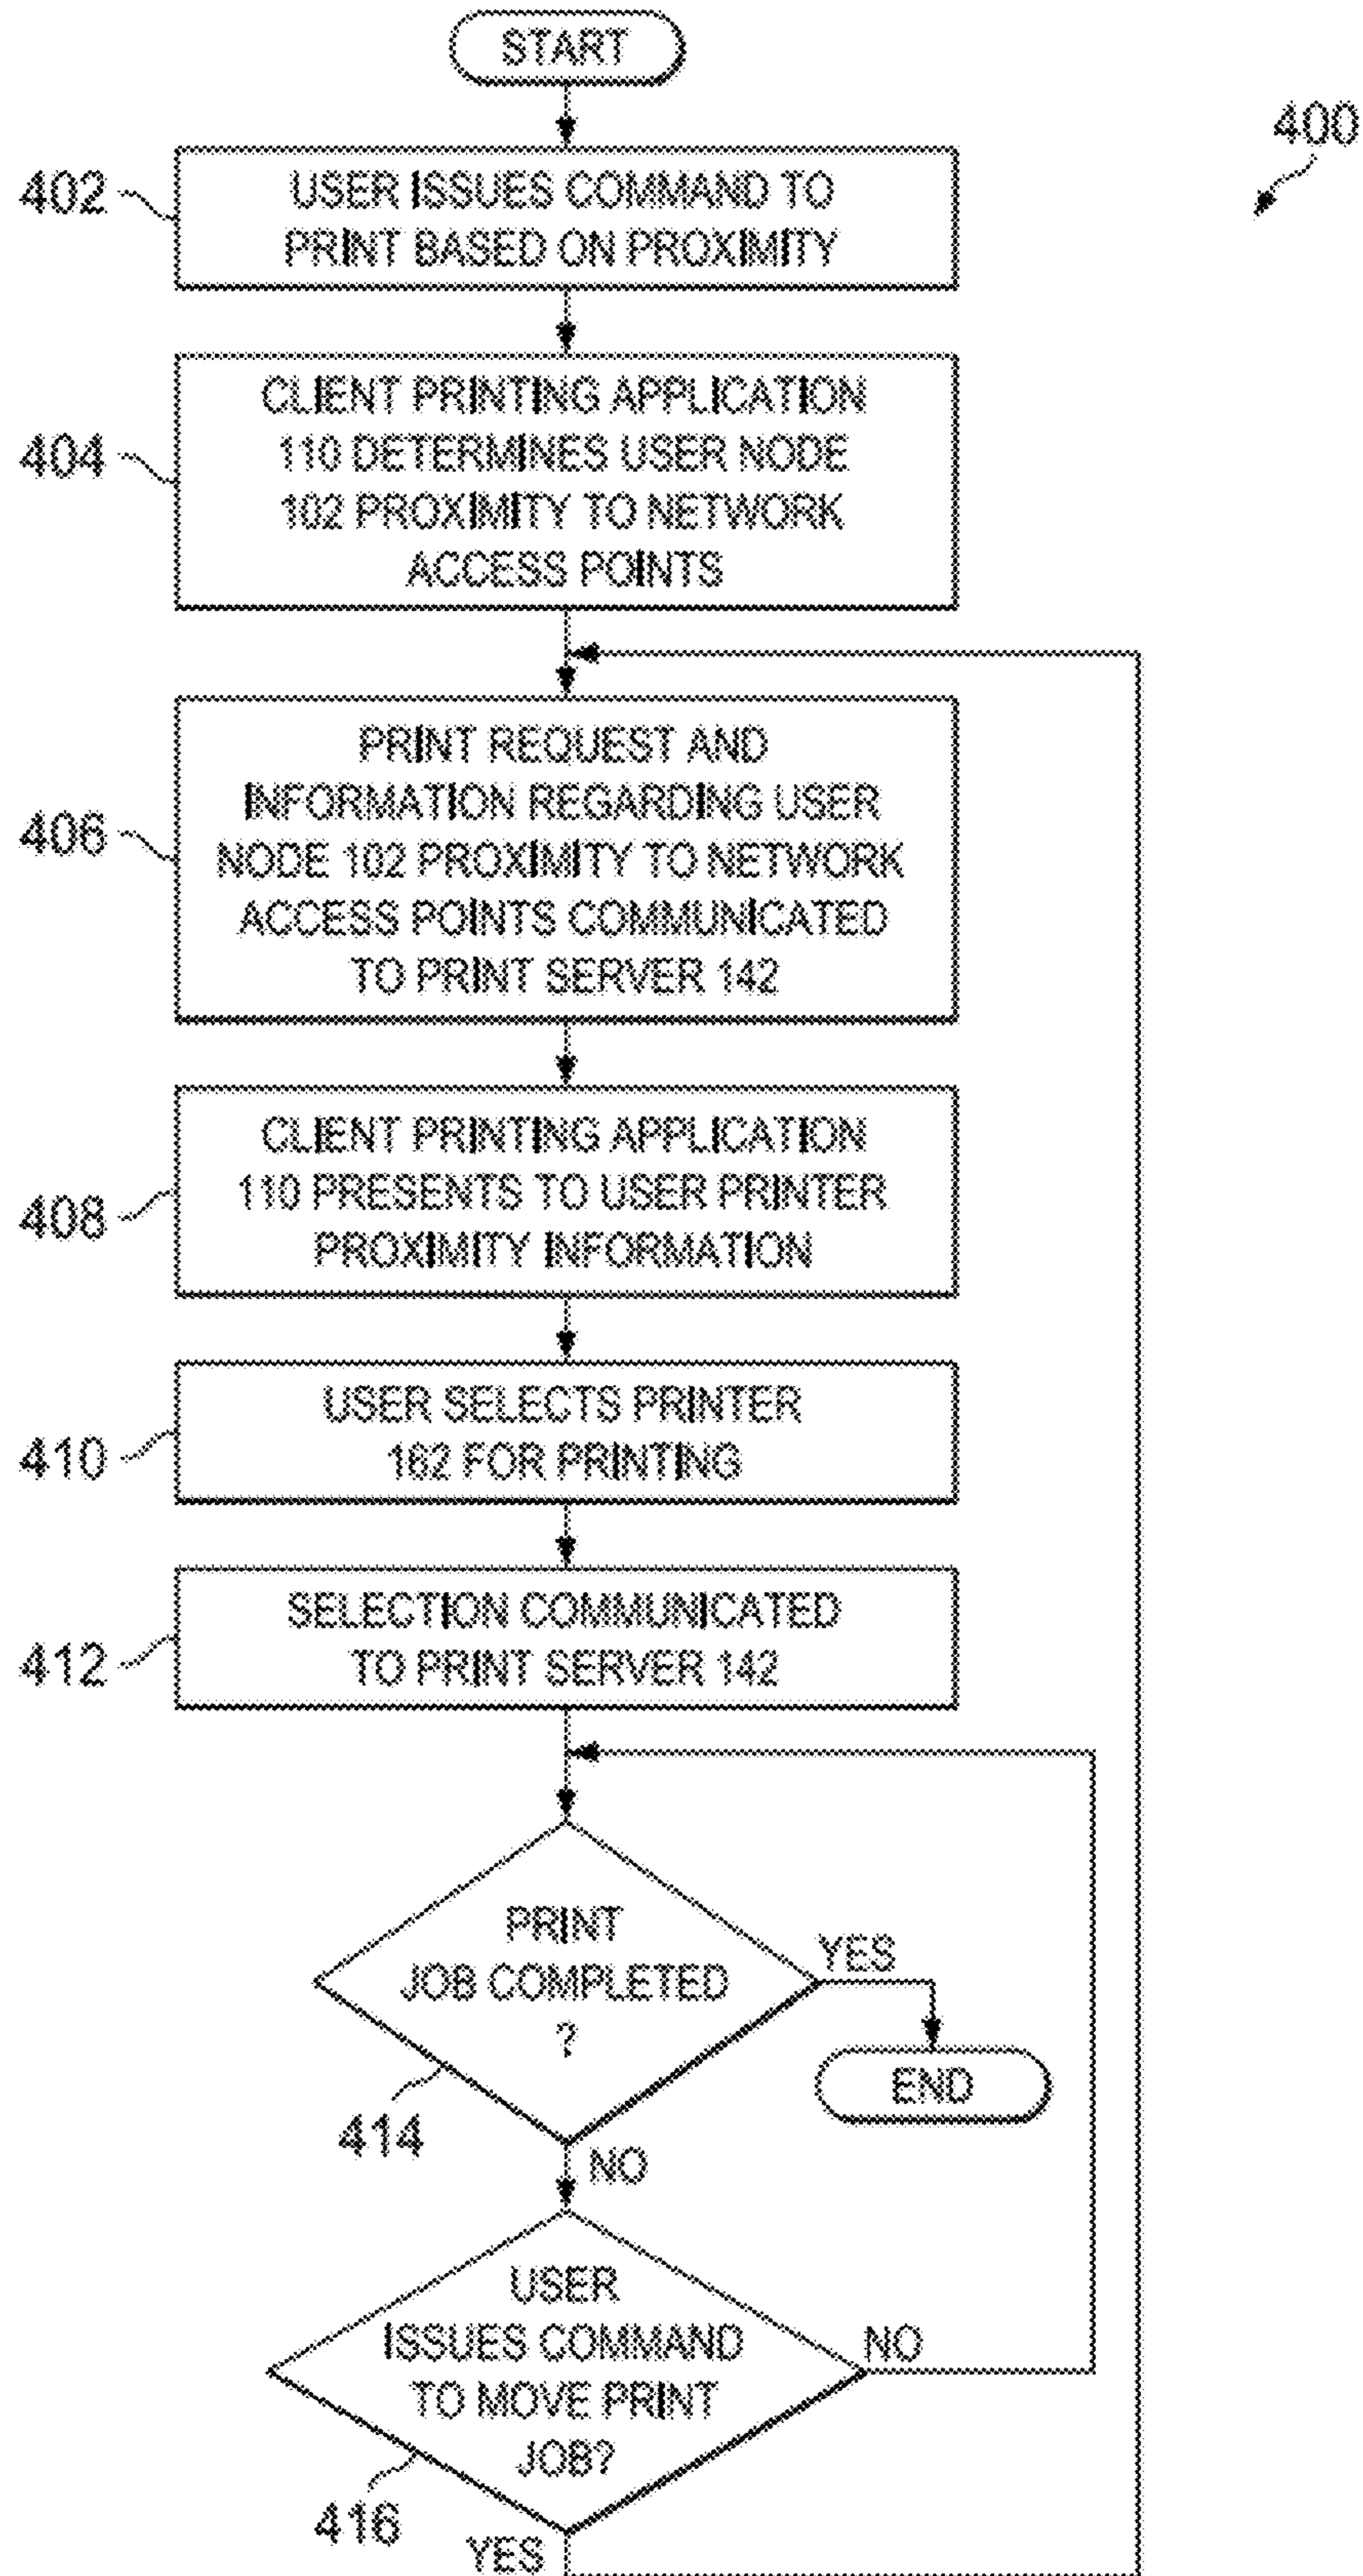 START
400
402
USER ISSUES COMMAND TO
PRINT BASED ON PROXIMITY
404
CLIENT PRINTING APPLICATION
110 DETERMINES USER NODE
102 PROXIMITY TO NETWORK
ACCESS POINTS
406
PRINT REQUEST AND
INFORMATION REGARDING USER
NODE 102 PROXIMITY TO NETWORK
ACCESS POINTS COMMUNICATED
TO PRINT SERVER 142
408
CLIENT PRINTING APPLICATION
110 PRESENTS TO USER PRINTER
PROXIMITY INFORMATION
410
USER SELECTS PRINTER
162 FOR PRINTING
412
SELECTION COMMUNICATED
TO PRINT SERVER 142
PRINT
JOB COMPLETED
?
YES
END
414
NO
USER
ISSUES COMMAND
TO MOVE PRINT
JOB?
NO
416
YES